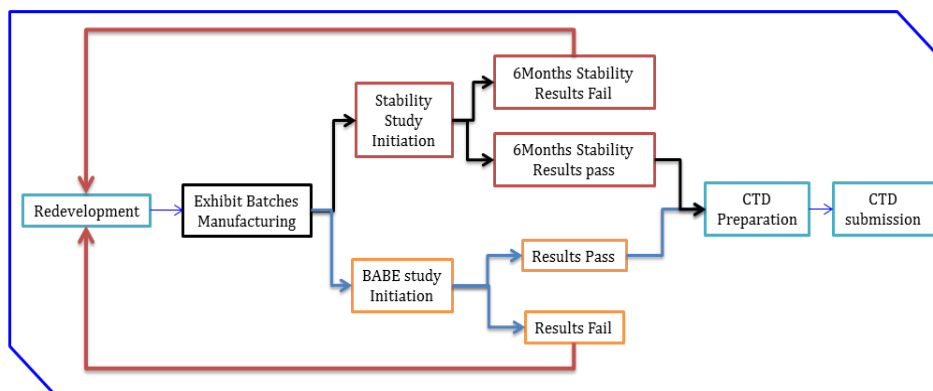 6Months Stability
Results Fail
Stability
Study
Initiation
6Months Stability
Results pass
Redevelopment
Exhibit Batches
Manufacturing
CTD
Preparation
CTD
submission
BABE study
Initiation
Results Pass
Results Fail